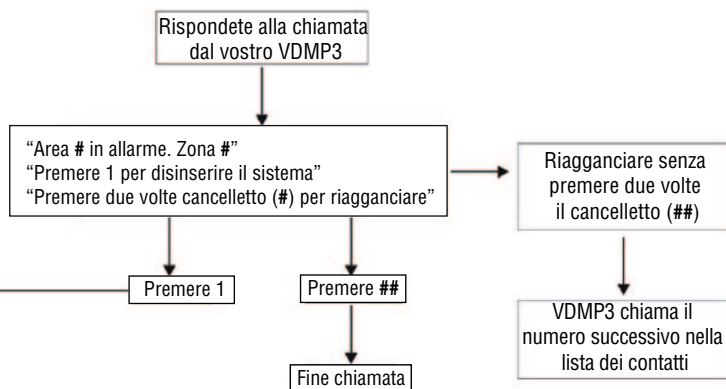 Rispondete alla chiamata
dal vostro VDMP3
“Area # in allarme. Zona #”
“Premere 1 per disinserire il sistema”
“Premere due volte cancelletto (#) per riagganciare”
Riagganciare senza
premere due volte
il cancelletto (##)
Premere 1
Premere ##
VDMP3 chiama il
numero successivo nella
lista dei contatti
Fine chiamata